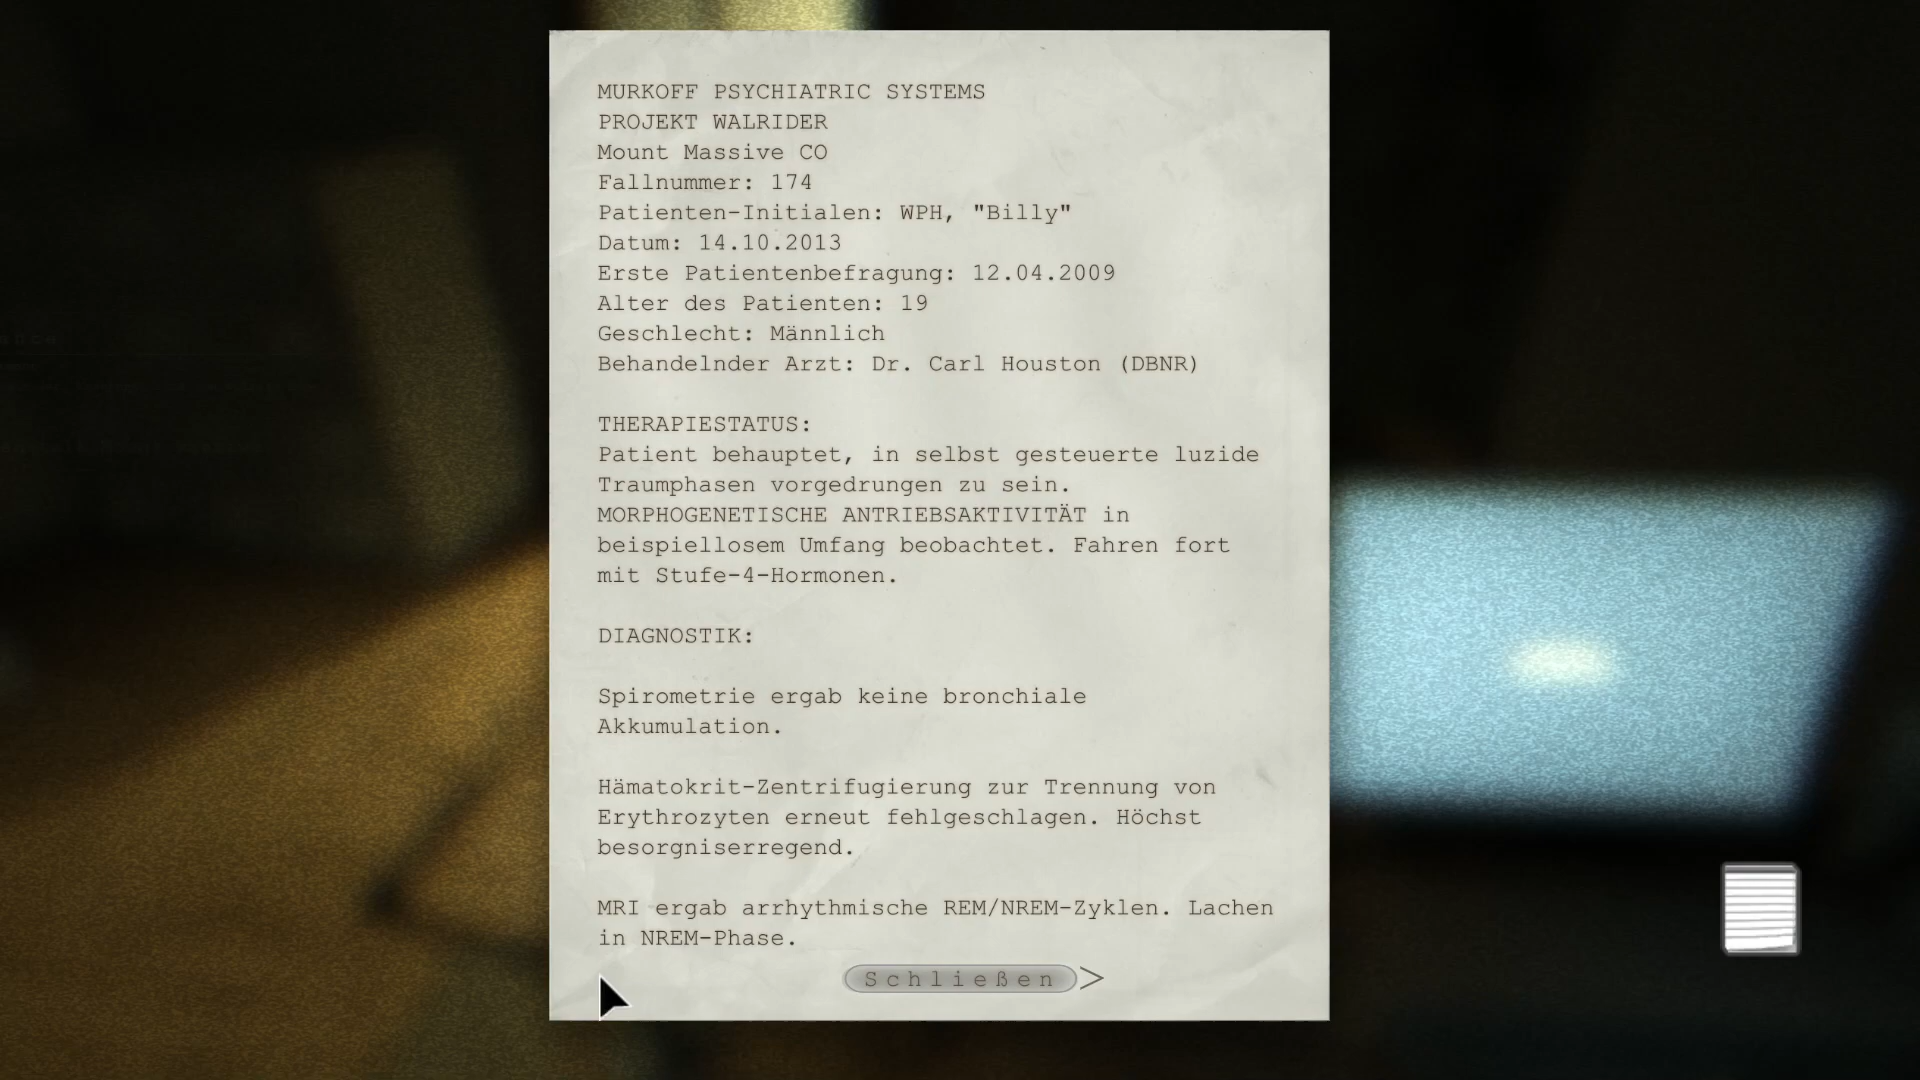 MURKOFF PSYCHIATRIC SYSTEMS
PROJEKT WALRIDER
Mount Massive CO
Fallnummer: 174
Patienten-Initialen: WPH, "Billy"
Datum: 14.10.2013
Erste Patientenbefragung: 12.04.2009
Alter des Patienten: 19
Geschlecht: Männlich
Behandelnder Arzt: Dr. Carl Houston (DBNR)
THERAPIESTATUS:
Patient behauptet, in selbst gesteuerte luzide
Traumphasen vorgedrungen zu sein.
MORPHOGENETISCHE ANTRIEBSAKTIVITÄT in
beispiellosem Umfang beobachtet. Fahren fort
mit Stufe-4-Hormonen.
DIAGNOSTIK:
Spirometrie ergab keine bronchiale
Akkumulation.
Hämatokrit-Zentrifugierung zur Trennung von
Erythrozyten erneut fehlgeschlagen. Höchst
besorgniserregend.
MRI ergab arrhythmische REM/NREM-Zyklen. Lachen
in NREM-Phase.
Schließen >